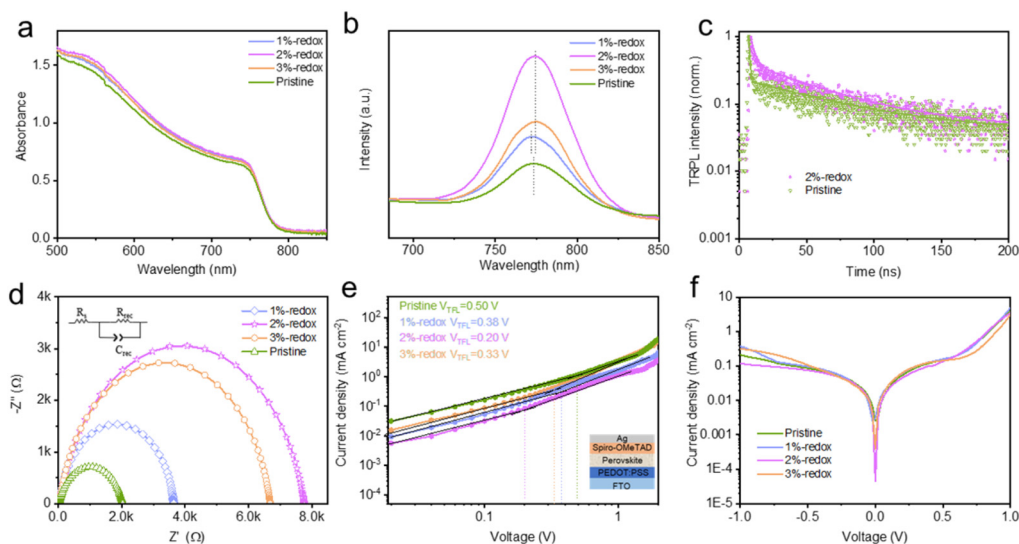 a
1%-redox
2%-redox
3%-redox
Pristine
1.5
1.0
0.5
0.0
Absorbance
500
600
700
800
Wavelength (nm)
b
1%-redox
2%-redox
3%-redox
Pristine
Intensity (a.u.)
700
750
800
850
Wavelength (nm)
c
1
0.1
0.01
0.001
TRPL intensity (norm.)
2%-redox
Pristine
0
50
100
150
200
Time (ns)
d
4k
3k
2k
1k
0
-Z'' (Ω)
Rs
Rrec
Crec
1%-redox
2%-redox
3%-redox
Pristine
0.0
2.0k
4.0k
6.0k
8.0k
Z' (Ω)
e
10²
10¹
10⁰
10⁻¹
10⁻²
10⁻³
10⁻⁴
Current density (mA cm⁻²)
Pristine VTFL=0.50 V
1%-redox VTFL=0.38 V
2%-redox VTFL=0.20 V
3%-redox VTFL=0.33 V
Ag
Spiro-OMeTAD
Perovskite
PEDOT:PSS
FTO
0.1
1
Voltage (V)
f
100
10
1
0.1
0.01
1E-3
1E-4
1E-5
Current density (mA cm⁻²)
Pristine
1%-redox
2%-redox
3%-redox
-1.0
-0.5
0.0
0.5
1.0
Voltage (V)